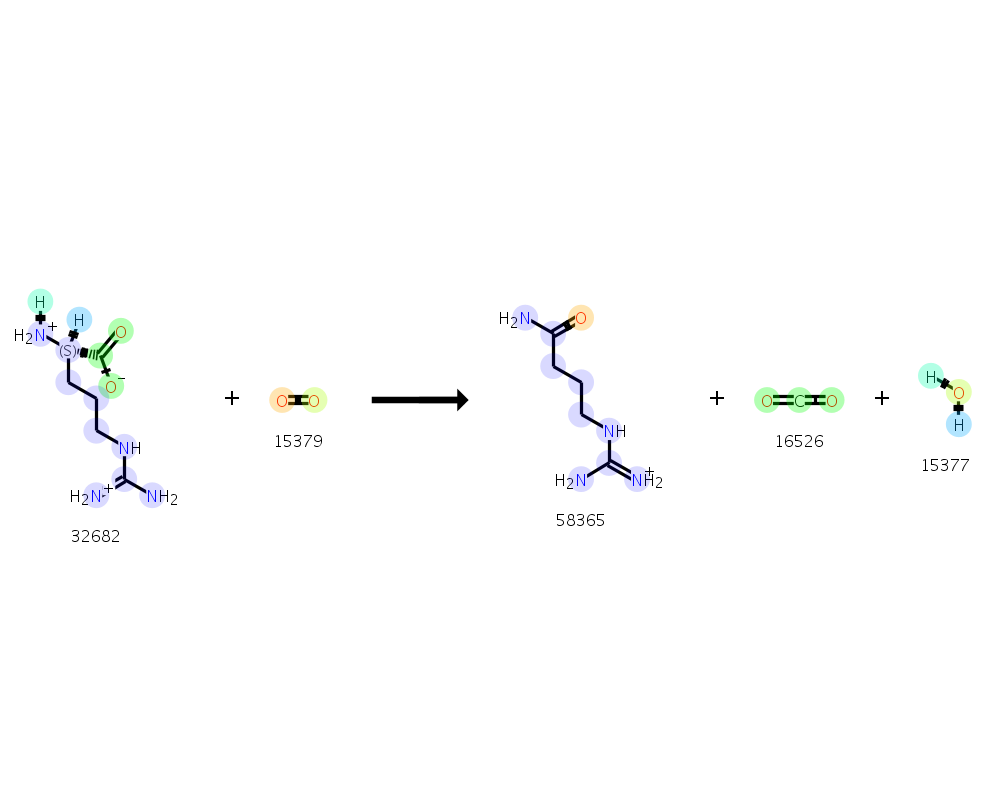 H
H
O
H2N+
(S)
O−
NH
H2N+
NH2
32682
+
O O
15379
H2N
O
NH
H2N
NH2+
58365
+
O C O
16526
+
H
O
H
15377